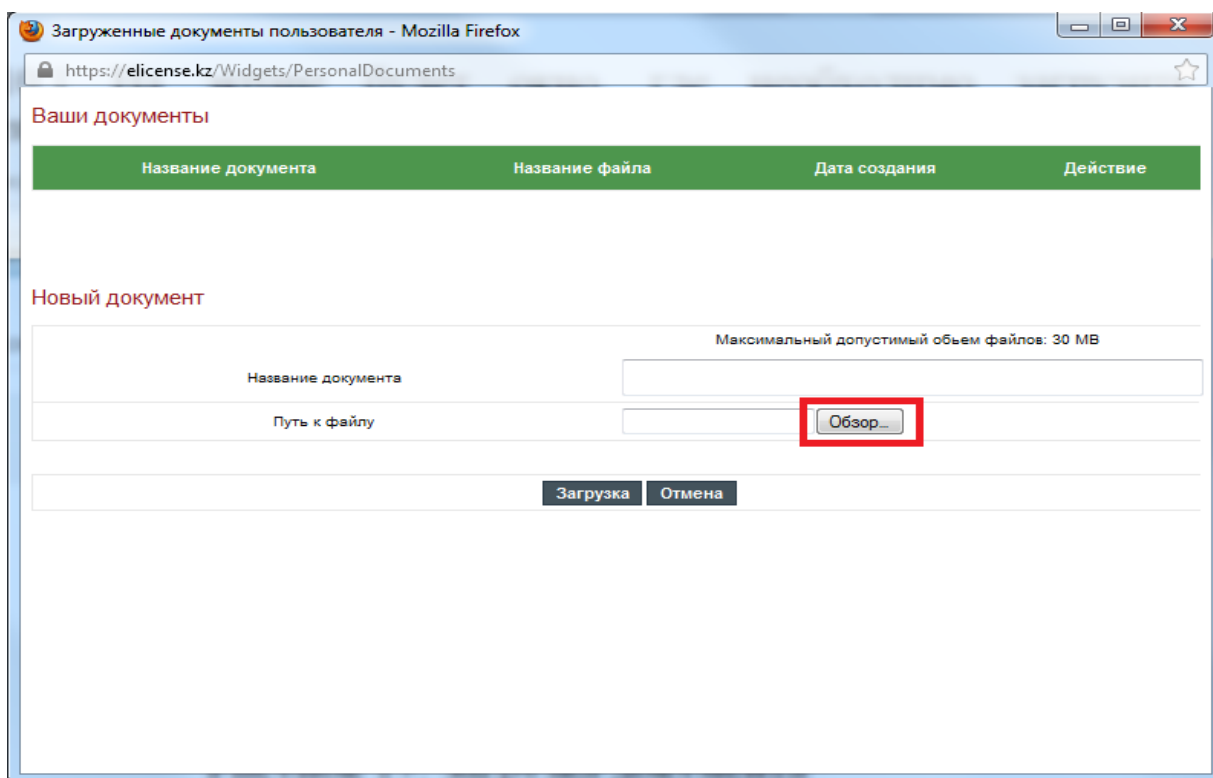 Загруженные документы пользователя - Mozilla Firefox
https://elicense.kz/Widgets/PersonalDocuments
Ваши документы
Название документа Название файла Дата создания Действие
Новый документ
Максимальный допустимый обьем файлов: 30 MB
Название документа
Путь к файлу Обзор...
Загрузка Отмена